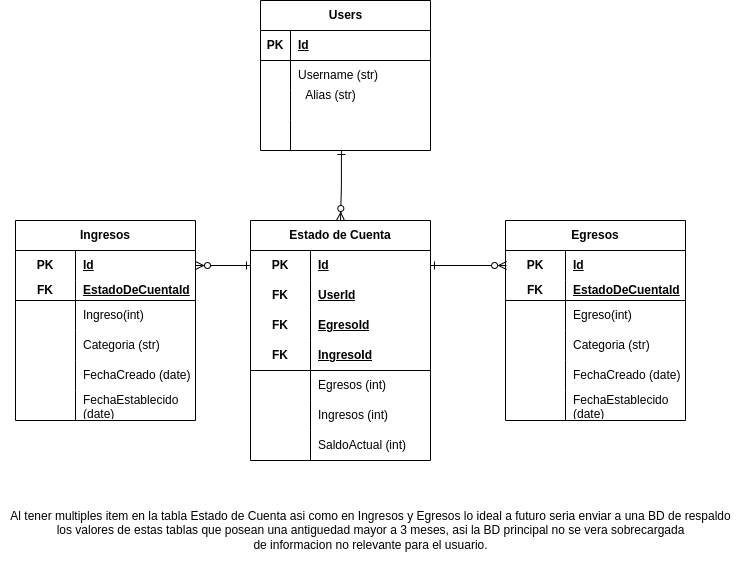 Users
PK Id
Username (str)
Alias (str)
Ingresos
PK Id
FK EstadoDeCuentaId
Ingreso(int)
Categoria (str)
FechaCreado (date)
FechaEstablecido
(date)
Estado de Cuenta
PK Id
FK UserId
FK EgresoId
FK IngresoId
Egresos (int)
Ingresos (int)
SaldoActual (int)
Egresos
PK Id
FK EstadoDeCuentaId
Egreso(int)
Categoria (str)
FechaCreado (date)
FechaEstablecido
(date)
Al tener multiples item en la tabla Estado de Cuenta asi como en Ingresos y Egresos lo ideal a futuro seria enviar a una BD de respaldo
los valores de estas tablas que posean una antiguedad mayor a 3 meses, asi la BD principal no se vera sobrecargada
de informacion no relevante para el usuario.